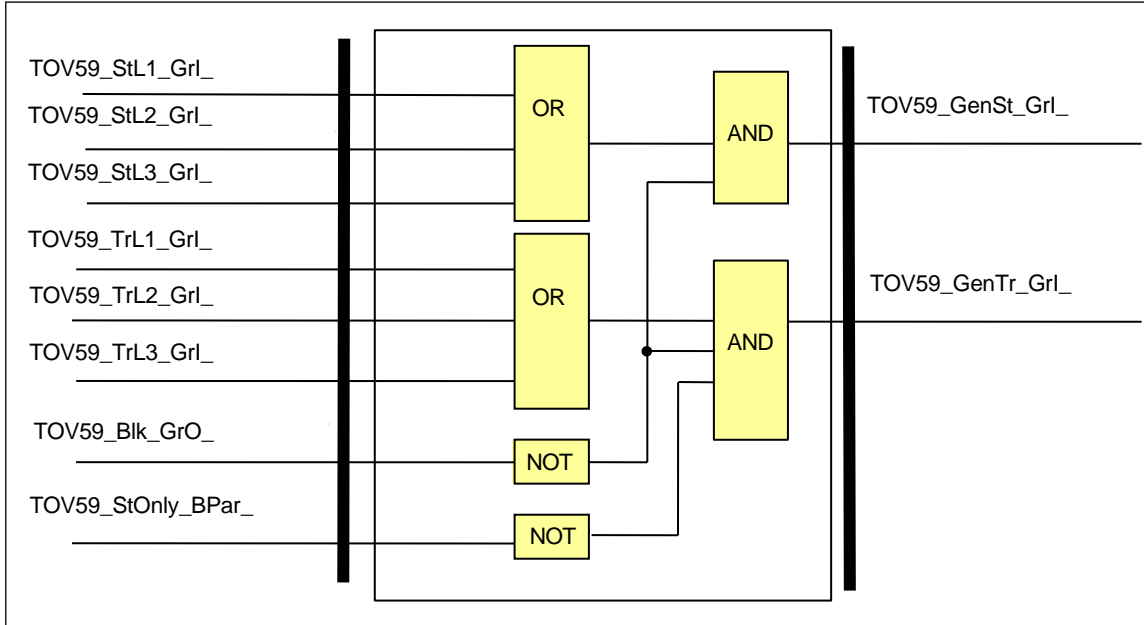 TOV59_StL1_GrI_
TOV59_StL2_GrI_
TOV59_StL3_GrI_
TOV59_TrL1_GrI_
TOV59_TrL2_GrI_
TOV59_TrL3_GrI_
TOV59_Blk_GrO_
TOV59_StOnly_BPar_
OR
OR
NOT
NOT
AND
AND
TOV59_GenSt_GrI_
TOV59_GenTr_GrI_